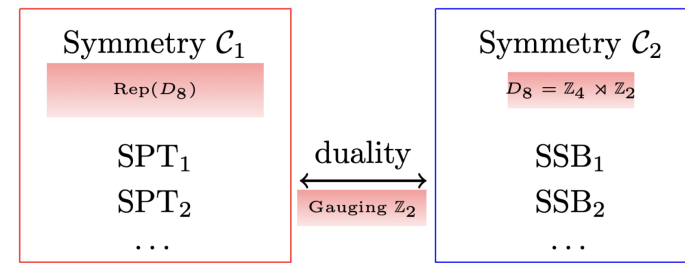 Symmetry 𝒞₁
Rep(D₈)
SPT₁
SPT₂
...
duality
Gauging ℤ₂
Symmetry 𝒞₂
D₈ = ℤ₄ ⋊ ℤ₂
SSB₁
SSB₂
...